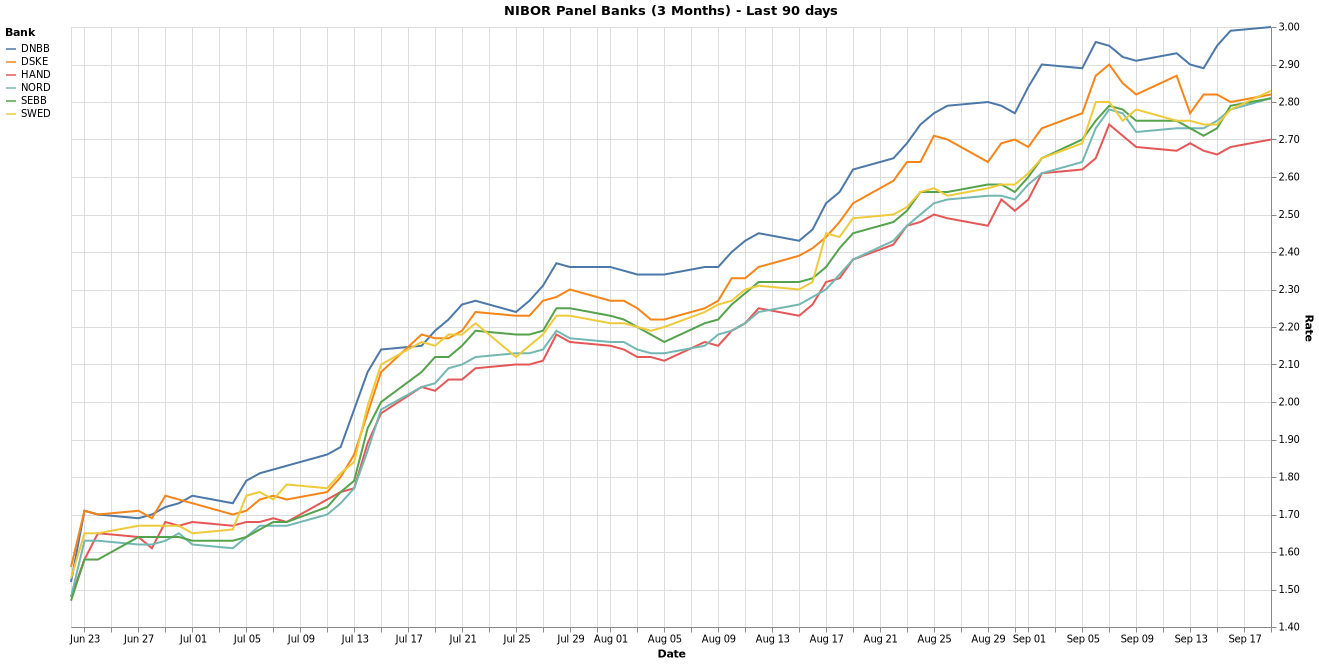 NIBOR Panel Banks (3 Months) - Last 90 days
Bank
DNBB
DSKE
HAND
NORD
SEBB
SWED
3.00
2.90
2.80
2.70
2.60
2.50
2.40
2.30
2.20
2.10
2.00
1.90
1.80
1.70
1.60
1.50
1.40
Rate
Jun 23 Jun 27 Jul 01 Jul 05 Jul 09 Jul 13 Jul 17 Jul 21 Jul 25 Jul 29 Aug 01 Aug 05 Aug 09 Aug 13 Aug 17 Aug 21 Aug 25 Aug 29 Sep 01 Sep 05 Sep 09 Sep 13 Sep 17
Date